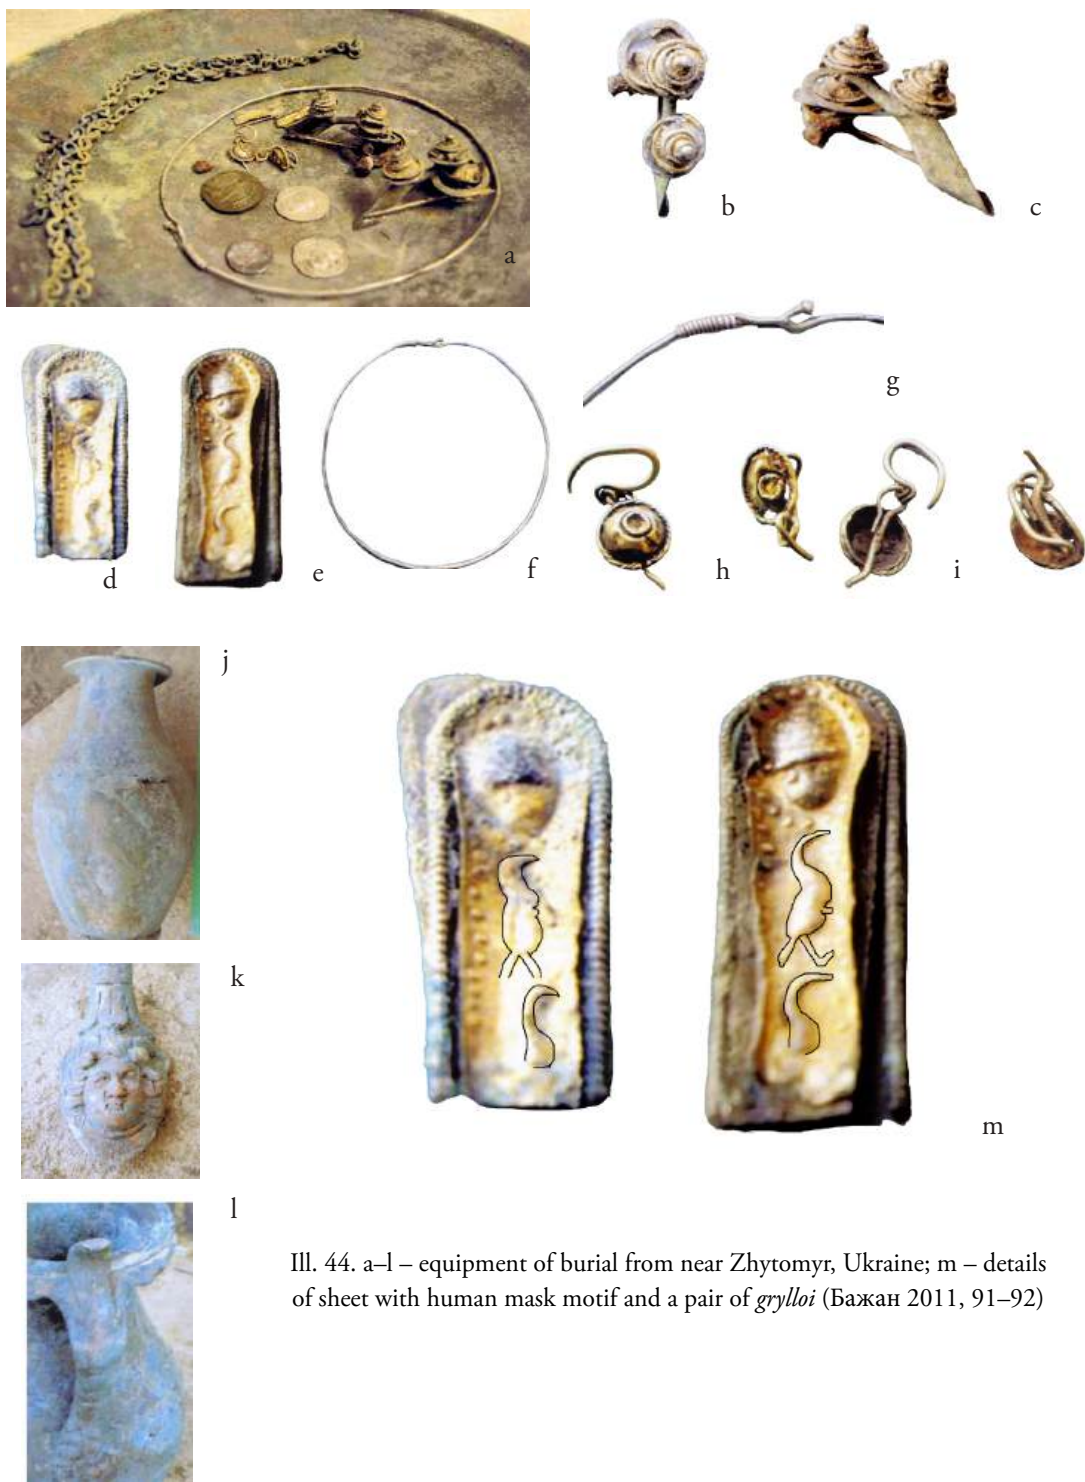 a
b
c
d
e
f
g
h
i
j
k
l
m
Ill. 44. a–l – equipment of burial from near Zhytomyr, Ukraine; m – details
of sheet with human mask motif and a pair of grylloi (Бажан 2011, 91–92)